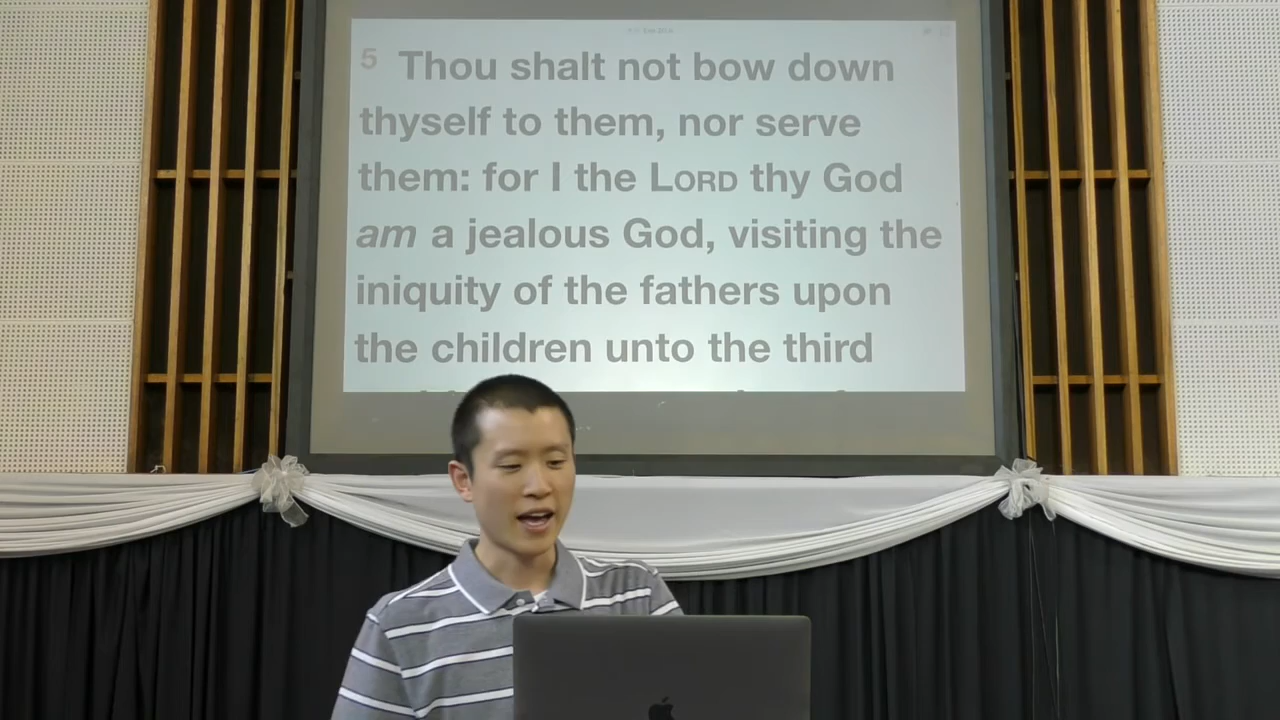 5 Thou shalt not bow down
thyself to them, nor serve
them: for I the LORD thy God
am a jealous God, visiting the
iniquity of the fathers upon
the children unto the third